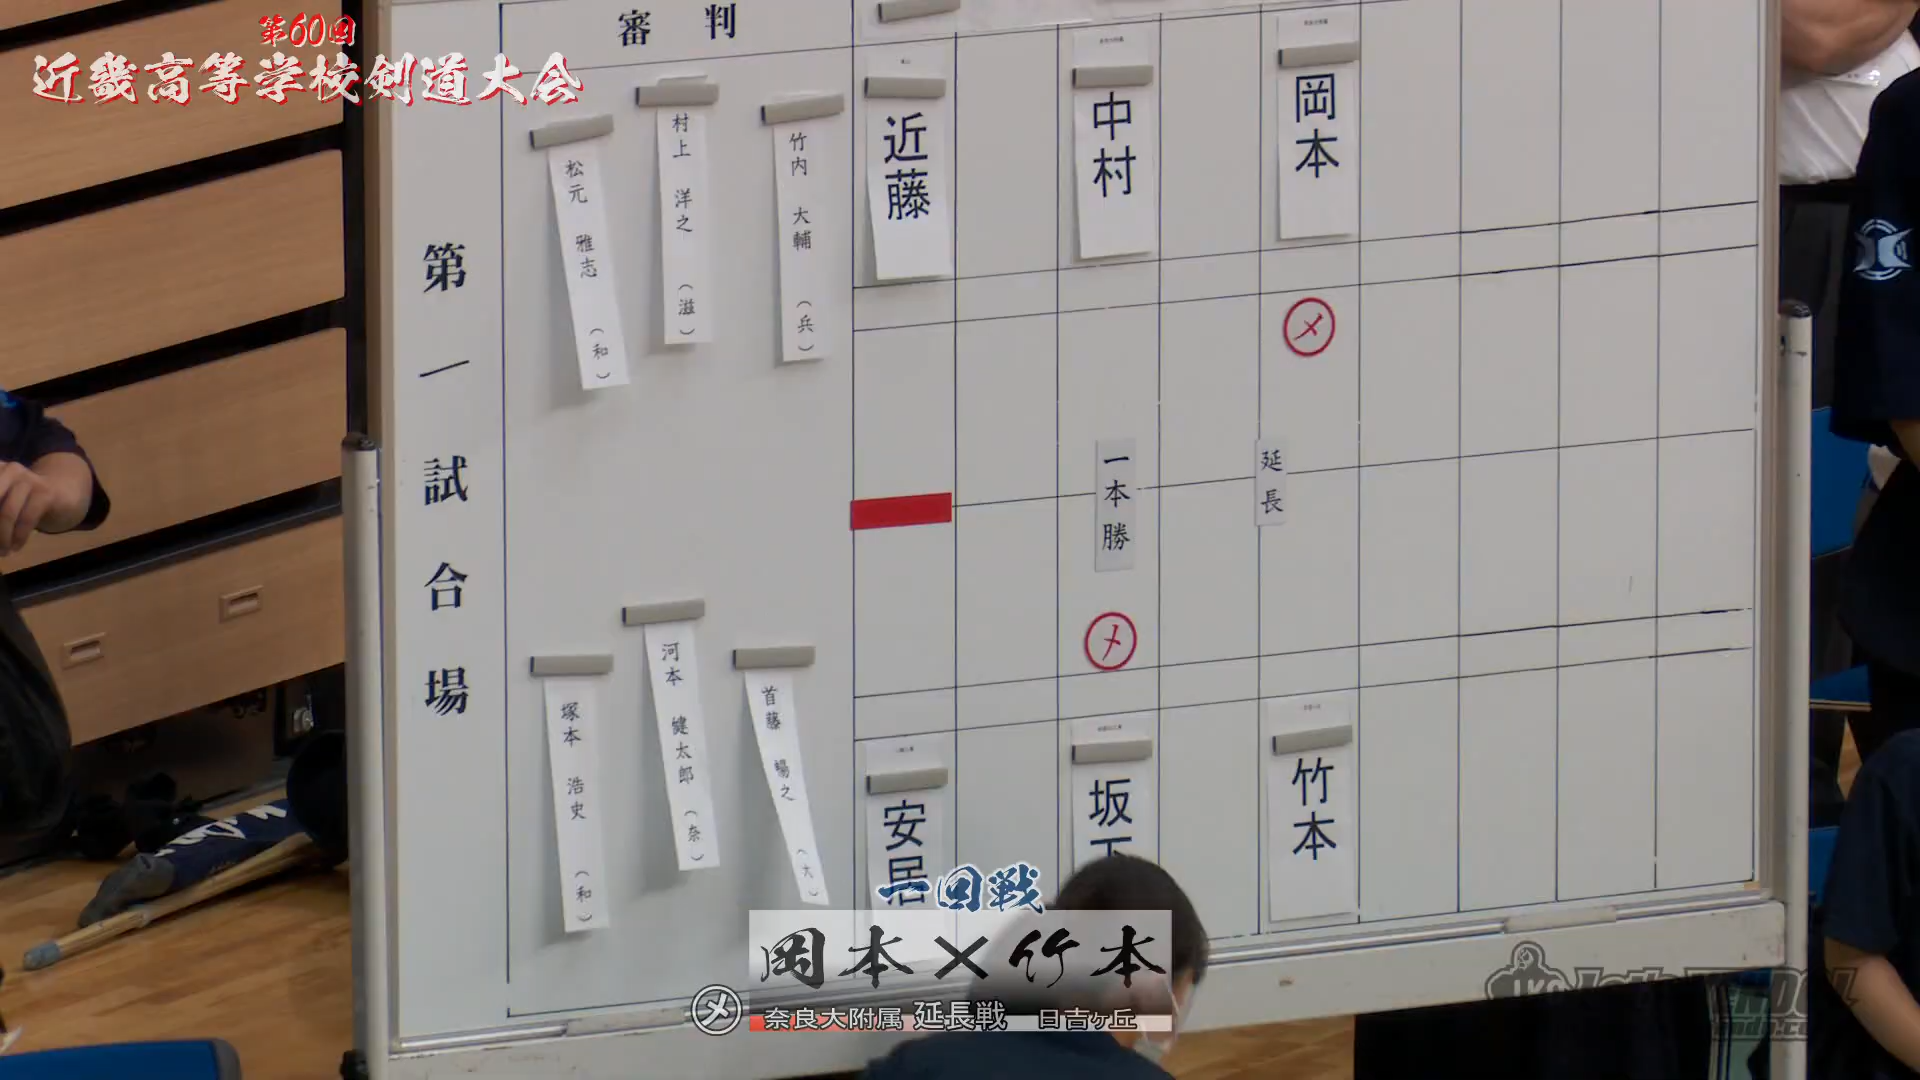 第60回
近畿高等学校剣道大会
審判
第一試合場
松元 雅志 (和)
村上 洋之 (滋)
竹内 大輔 (兵)
塚本 浩史 (和)
河本 健太郎 (奈)
首藤 暢之 (大)
近藤
中村
岡本
メ
一本勝
延長
メ
安居
坂下
竹本
一回戦
岡本×竹本
メ 奈良大附属 延長戦 日吉ヶ丘